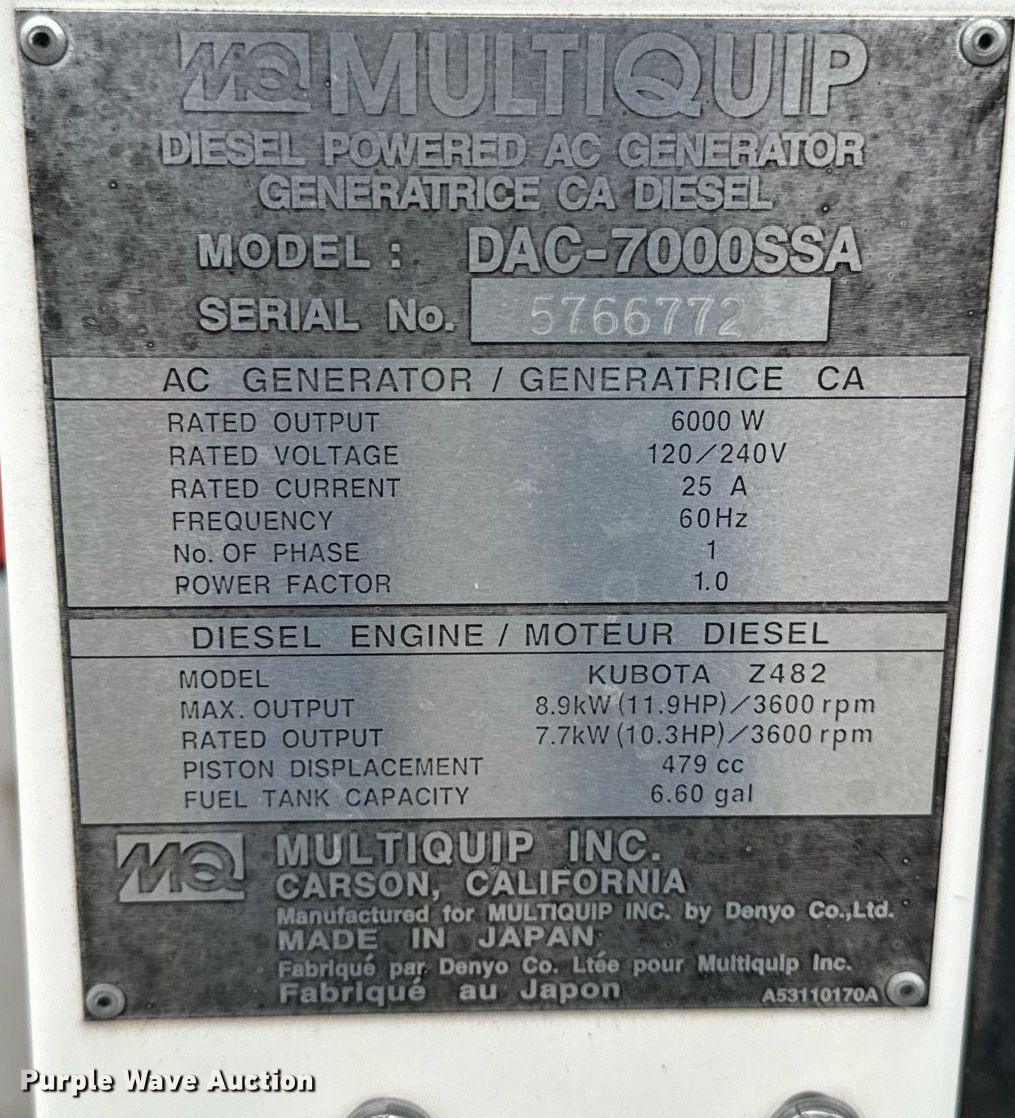 MQ MULTIQUIP
DIESEL POWERED AC GENERATOR
GENERATRICE CA DIESEL
MODEL : DAC-7000SSA
SERIAL No. 5766772
AC GENERATOR / GENERATRICE CA
RATED OUTPUT 6000 W
RATED VOLTAGE 120/240V
RATED CURRENT 25 A
FREQUENCY 60Hz
No. OF PHASE 1
POWER FACTOR 1.0
DIESEL ENGINE / MOTEUR DIESEL
MODEL KUBOTA Z482
MAX. OUTPUT 8.9kW (11.9HP)/3600 rpm
RATED OUTPUT 7.7kW (10.3HP)/3600 rpm
PISTON DISPLACEMENT 479 cc
FUEL TANK CAPACITY 6.60 gal
MQ MULTIQUIP INC.
CARSON, CALIFORNIA
Manufactured for MULTIQUIP INC. by Denyo Co.,Ltd.
MADE IN JAPAN
Fabriqué par Denyo Co. Ltée pour Multiquip Inc.
Fabriqué au Japon A53110170A
Purple Wave Auction